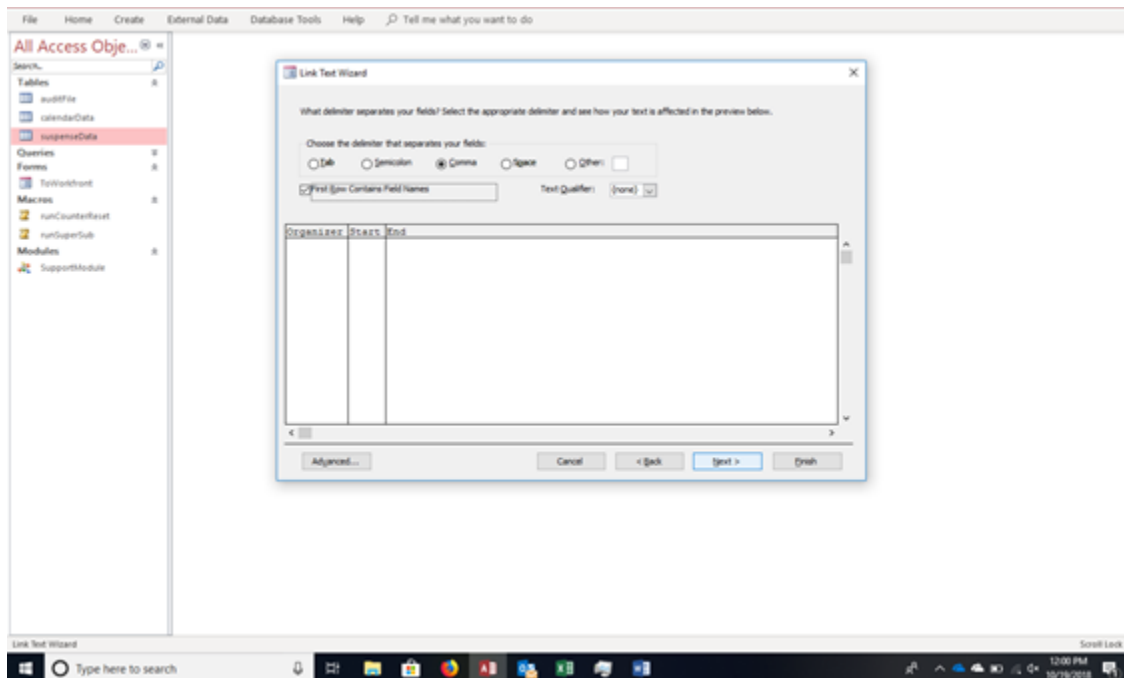 File Home Create External Data Database Tools Help Tell me what you want to do
All Access Obje...
Search...
Tables
auditFile
calendarData
suspenseData
Queries
Forms
ToWorkfront
Macros
runCounterReset
runSuperSub
Modules
SupportModule
Link Text Wizard
What delimiter separates your fields? Select the appropriate delimiter and see how your text is affected in the preview below.
Choose the delimiter that separates your fields:
Tab Semicolon Comma Space Other:
First Row Contains Field Names Text Qualifier: {none}
Organizer Start End
Advanced... Cancel < Back Next > Finish
Link Text Wizard Scroll Lock
Type here to search
12:00 PM
10/19/2018